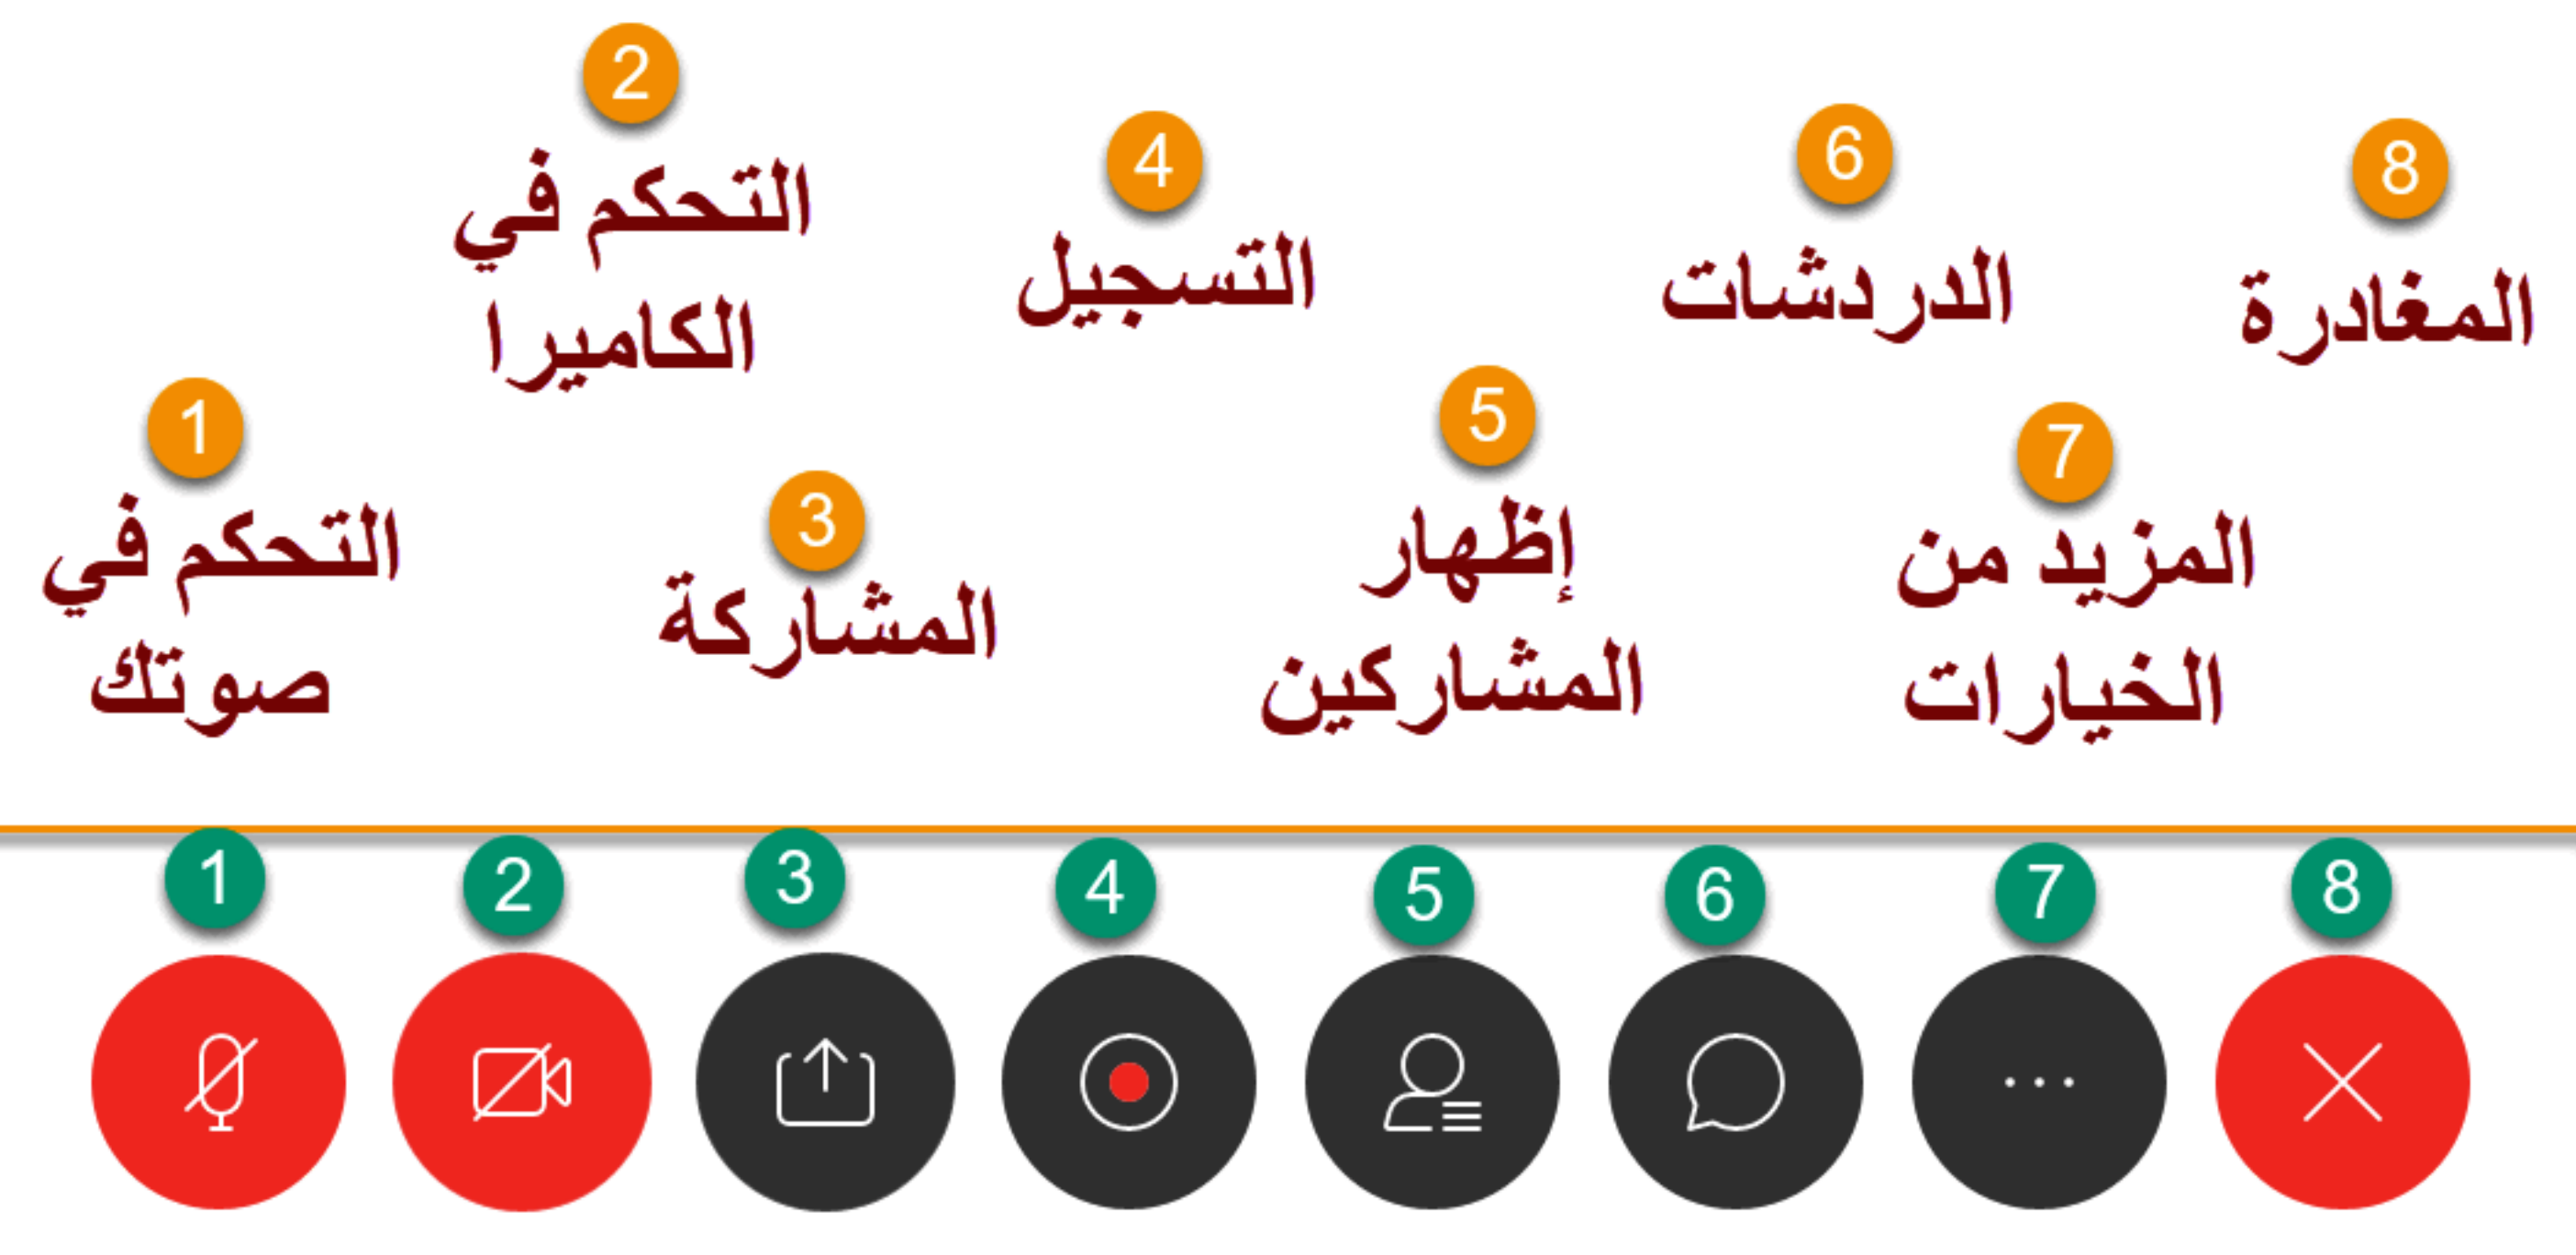 1
التحكم في
صوتك
2
التحكم في
الكاميرا
3
المشاركة
4
التسجيل
5
إظهار
المشاركين
6
الدردشات
7
المزيد من
الخيارات
8
المغادرة
1
2
3
4
5
6
7
8